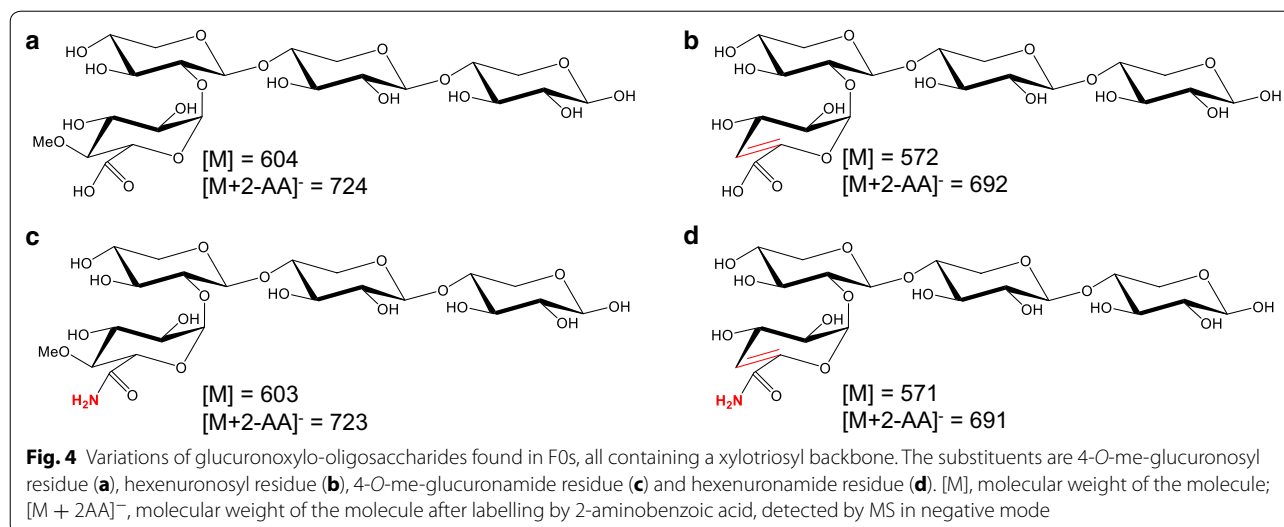 a
b
O
HO
HO
O
O
O
HO
OH
O
O
HO
HO
OH
OH
O
HO
OH
MeO
O
HO
O
[M] = 604
[M+2-AA]- = 724
O
HO
HO
O
O
O
HO
OH
O
O
HO
HO
OH
OH
O
HO
OH
O
HO
O
[M] = 572
[M+2-AA]- = 692
c
d
O
HO
HO
O
O
O
HO
OH
O
O
HO
HO
OH
OH
O
HO
OH
MeO
O
H2N
O
[M] = 603
[M+2-AA]- = 723
O
HO
HO
O
O
O
HO
OH
O
O
HO
HO
OH
OH
O
HO
OH
O
H2N
O
[M] = 571
[M+2-AA]- = 691
Fig. 4 Variations of glucuronoxylo-oligosaccharides found in F0s, all containing a xylotriosyl backbone. The substituents are 4-O-me-glucuronosyl
residue (a), hexenuronosyl residue (b), 4-O-me-glucuronamide residue (c) and hexenuronamide residue (d). [M], molecular weight of the molecule;
[M + 2AA]−, molecular weight of the molecule after labelling by 2-aminobenzoic acid, detected by MS in negative mode